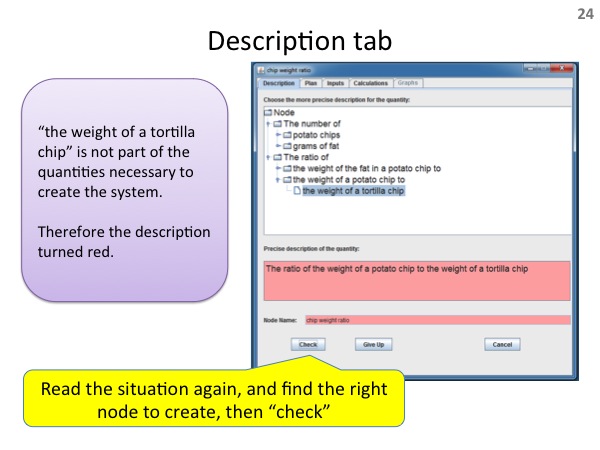 24
Description tab
“the weight of a tortilla
chip” is not part of the
quantities necessary to
create the system.
Therefore the description
turned red.
chip weight ratio
Description Plan Inputs Calculations Graphs
Choose the more precise description for the quantity:
Node
The number of
potato chips
grams of fat
The ratio of
the weight of the fat in a potato chip to
the weight of a potato chip to
the weight of a tortilla chip
Precise description of the quantity:
The ratio of the weight of a potato chip to the weight of a tortilla chip
Node Name: chip weight ratio
Check Give Up Cancel
Read the situation again, and find the right
node to create, then “check”